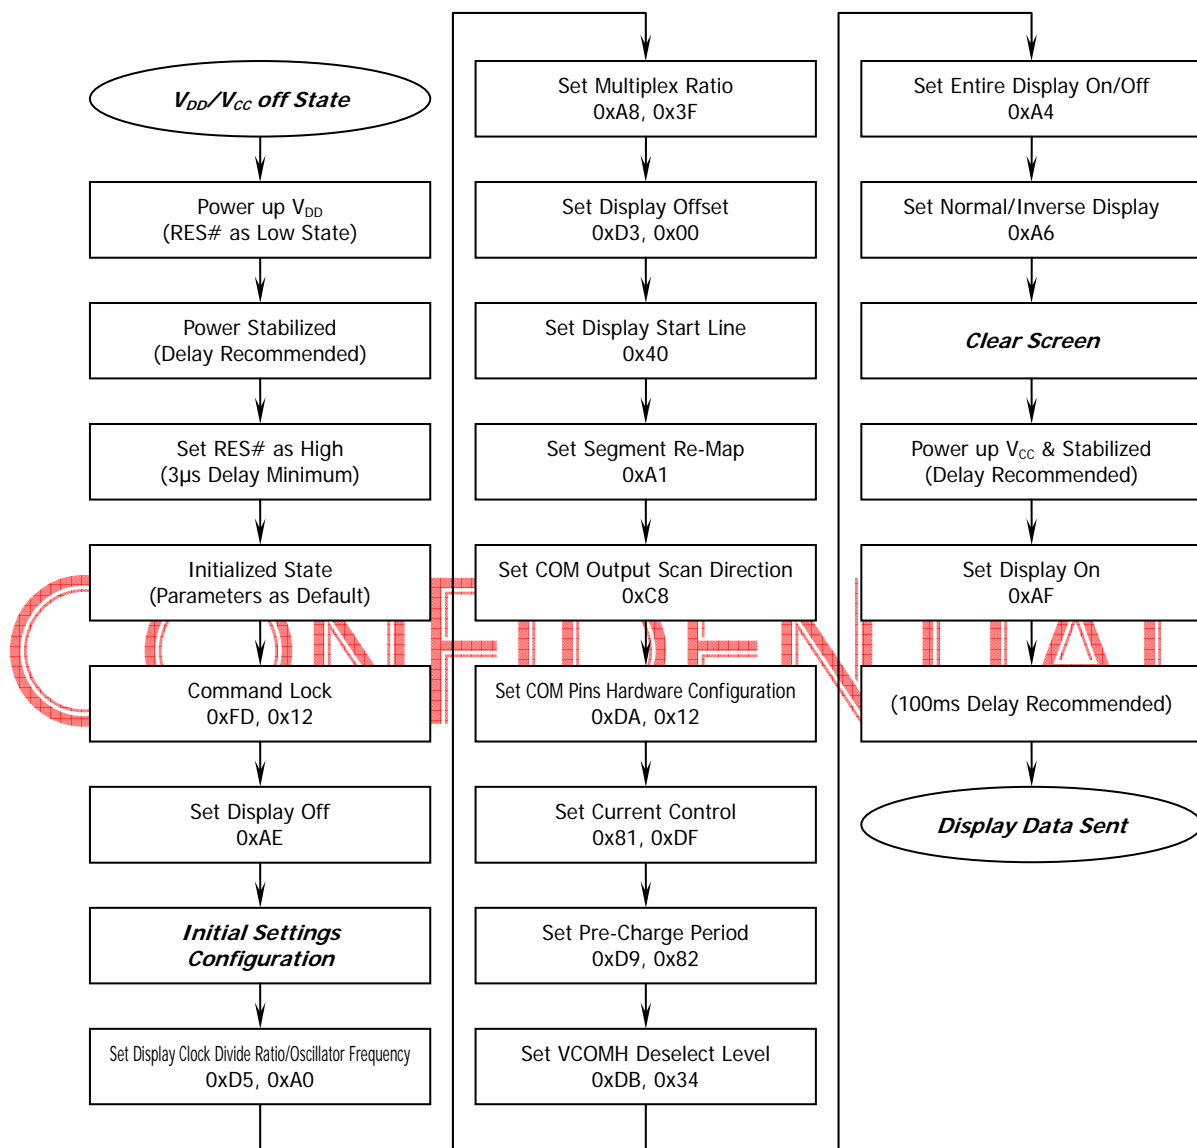 V_DD/V_CC off State
Power up V_DD
(RES# as Low State)
Power Stabilized
(Delay Recommended)
Set RES# as High
(3µs Delay Minimum)
Initialized State
(Parameters as Default)
Command Lock
0xFD, 0x12
Set Display Off
0xAE
Initial Settings
Configuration
Set Display Clock Divide Ratio/Oscillator Frequency
0xD5, 0xA0
Set Multiplex Ratio
0xA8, 0x3F
Set Display Offset
0xD3, 0x00
Set Display Start Line
0x40
Set Segment Re-Map
0xA1
Set COM Output Scan Direction
0xC8
Set COM Pins Hardware Configuration
0xDA, 0x12
Set Current Control
0x81, 0xDF
Set Pre-Charge Period
0xD9, 0x82
Set VCOMH Deselect Level
0xDB, 0x34
Set Entire Display On/Off
0xA4
Set Normal/Inverse Display
0xA6
Clear Screen
Power up V_CC & Stabilized
(Delay Recommended)
Set Display On
0xAF
(100ms Delay Recommended)
Display Data Sent
CONFIDENTIAL